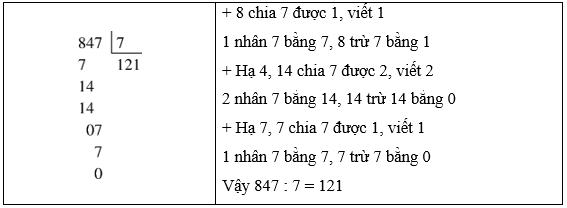 847 7
7 121
14
14
07
7
0
+ 8 chia 7 được 1, viết 1
1 nhân 7 bằng 7, 8 trừ 7 bằng 1
+ Hạ 4, 14 chia 7 được 2, viết 2
2 nhân 7 bằng 14, 14 trừ 14 bằng 0
+ Hạ 7, 7 chia 7 được 1, viết 1
1 nhân 7 bằng 7, 7 trừ 7 bằng 0
Vậy 847 : 7 = 121